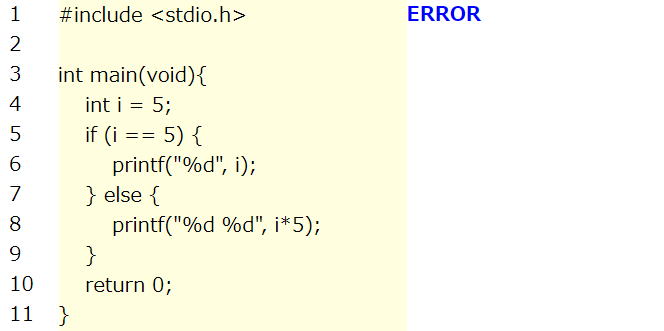 1 #include <stdio.h> ERROR
2
3 int main(void){
4 int i = 5;
5 if (i == 5) {
6 printf("%d", i);
7 } else {
8 printf("%d %d", i*5);
9 }
10 return 0;
11 }